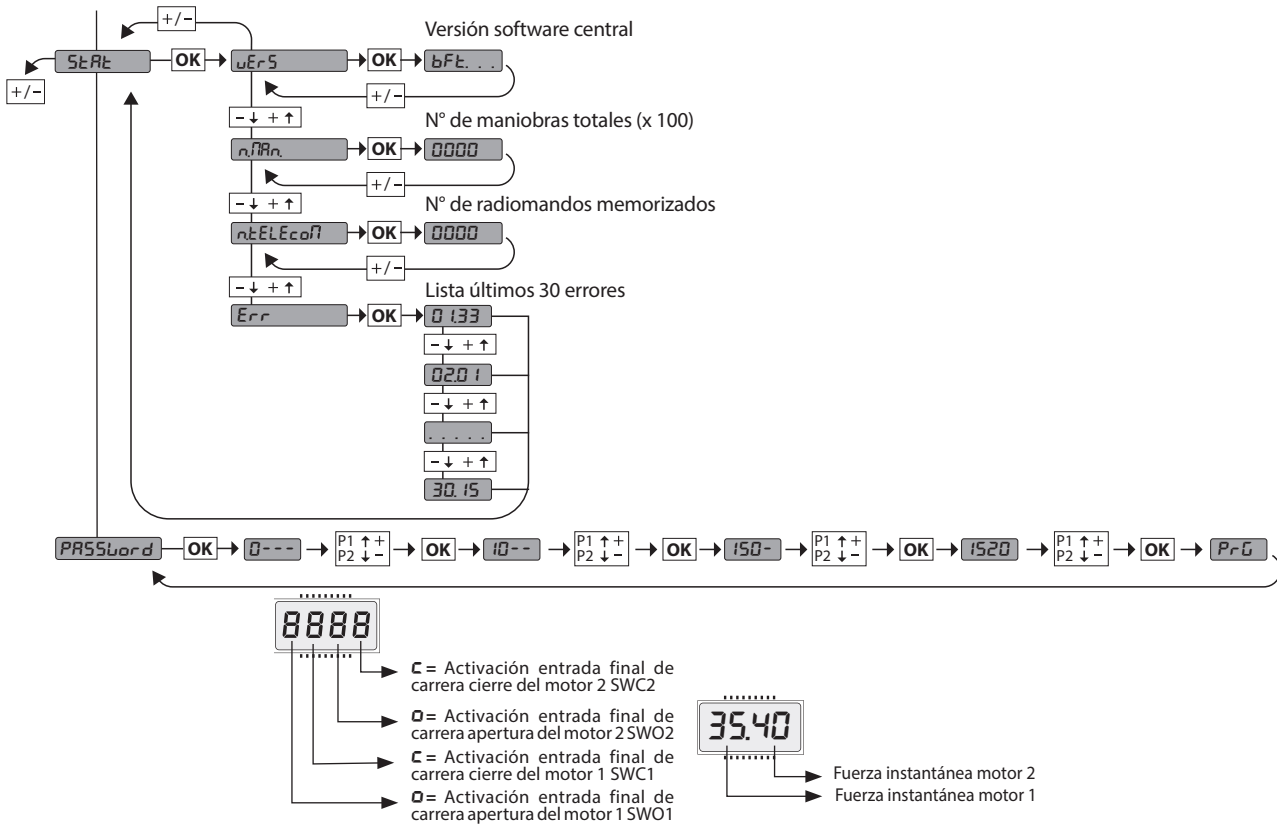 +/-
Versión software central
StAt OK vErS OK bFt. . .
+/-
+/-
- ↓ + ↑
N° de maniobras totales (x 100)
n.MAn. OK 0000
+/-
- ↓ + ↑
N° de radiomandos memorizados
n.tELEcoM OK 0000
+/-
- ↓ + ↑
Lista últimos 30 errores
Err OK 01.33
- ↓ + ↑
02.01
- ↓ + ↑
. . . . .
- ↓ + ↑
30.15
PASSword OK 0--- P1 ↑ + OK 10-- P1 ↑ + OK 150- P1 ↑ + OK 1520 P1 ↑ + OK PrG
P2 ↓ - P2 ↓ - P2 ↓ - P2 ↓ -
8888
C = Activación entrada final de
carrera cierre del motor 2 SWC2
O = Activación entrada final de
carrera apertura del motor 2 SWO2
C = Activación entrada final de
carrera cierre del motor 1 SWC1
O = Activación entrada final de
carrera apertura del motor 1 SWO1
35.40
Fuerza instantánea motor 2
Fuerza instantánea motor 1